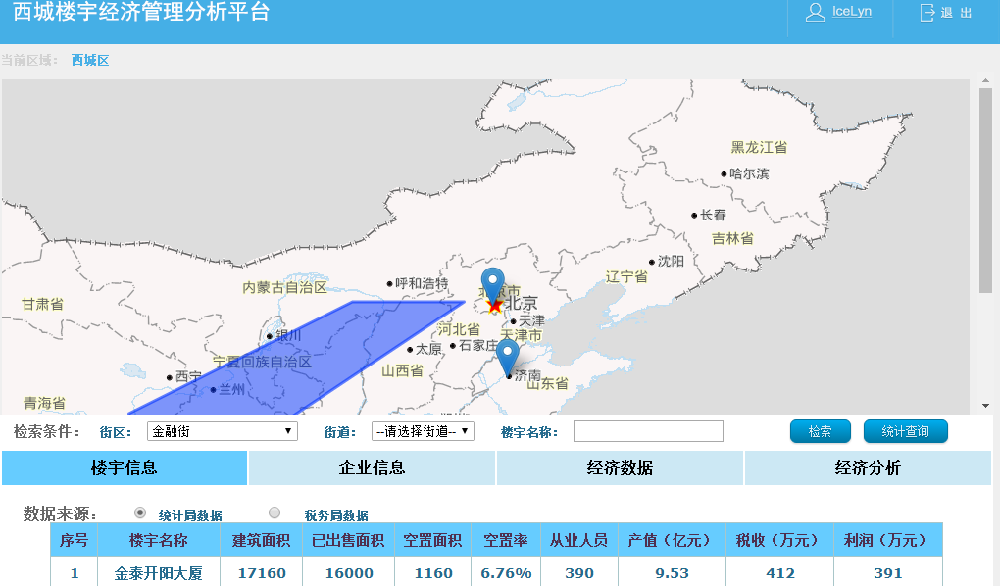 西城楼宇经济管理分析平台
IceLyn
退 出
当前区域： 西城区
黑龙江省
哈尔滨
长春
吉林省
沈阳
辽宁省
呼和浩特
内蒙古自治区
甘肃省
北京市
北京
天津
天津市
河北省
银川
石家庄
太原
宁夏回族自治区
山西省
西宁
济南
山东省
兰州
青海省
检索条件： 街区： 金融街 街道： --请选择街道-- 楼宇名称： 检索 统计查询
楼宇信息 企业信息 经济数据 经济分析
数据来源： 统计局数据 税务局数据
序号 楼宇名称 建筑面积 已出售面积 空置面积 空置率 从业人员 产值（亿元） 税收（万元） 利润（万元）
1 金泰开阳大厦 17160 16000 1160 6.76% 390 9.53 412 391